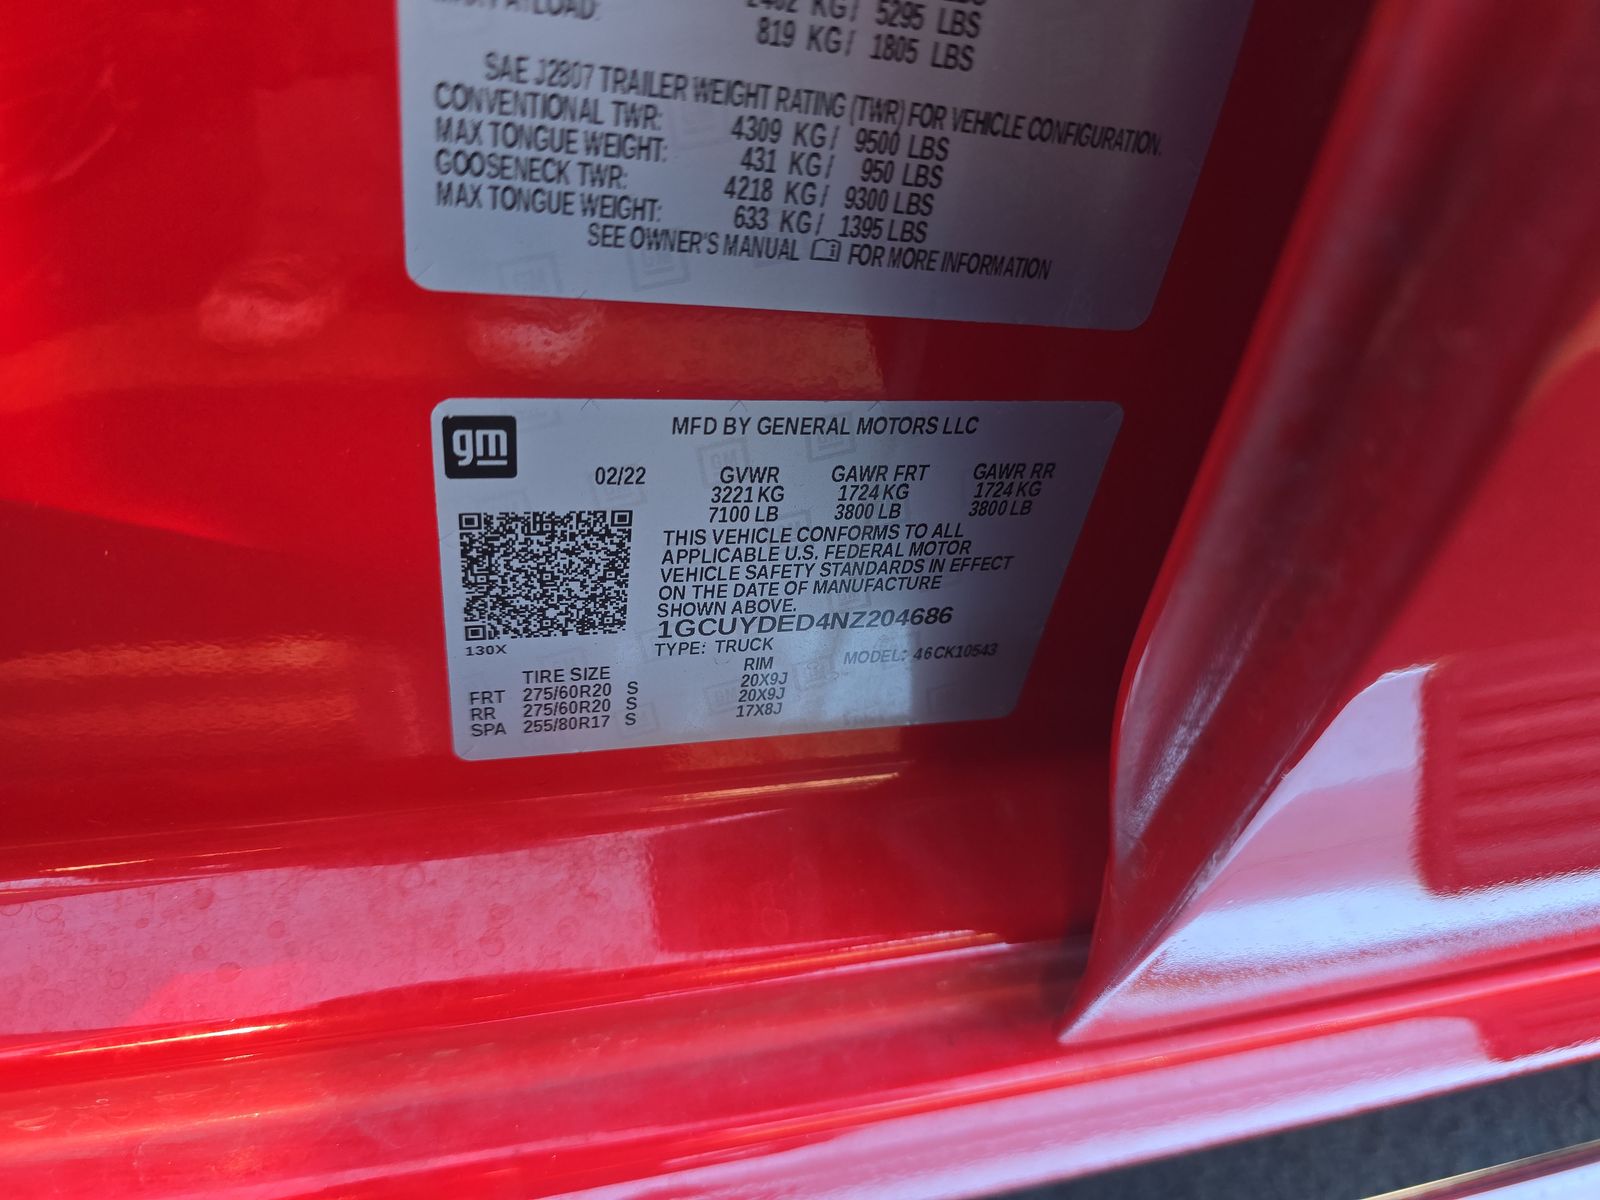 PAYLOAD:
5295 LBS
819 KG/ 1805 LBS
SAE J2807 TRAILER WEIGHT RATING (TWR) FOR VEHICLE CONFIGURATION.
CONVENTIONAL TWR: 4309 KG/ 9500 LBS
MAX TONGUE WEIGHT: 431 KG/ 950 LBS
GOOSENECK TWR: 4218 KG/ 9300 LBS
MAX TONGUE WEIGHT: 633 KG/ 1395 LBS
SEE OWNER'S MANUAL FOR MORE INFORMATION
gm
MFD BY GENERAL MOTORS LLC
02/22 GVWR GAWR FRT GAWR RR
3221 KG 1724 KG 1724 KG
7100 LB 3800 LB 3800 LB
THIS VEHICLE CONFORMS TO ALL
APPLICABLE U.S. FEDERAL MOTOR
VEHICLE SAFETY STANDARDS IN EFFECT
ON THE DATE OF MANUFACTURE
SHOWN ABOVE.
1GCUYDED4NZ204686
TYPE: TRUCK MODEL: 46CK10543
130X
TIRE SIZE RIM
FRT 275/60R20 S 20X9J
RR 275/60R20 S 20X9J
SPA 255/80R17 S 17X8J